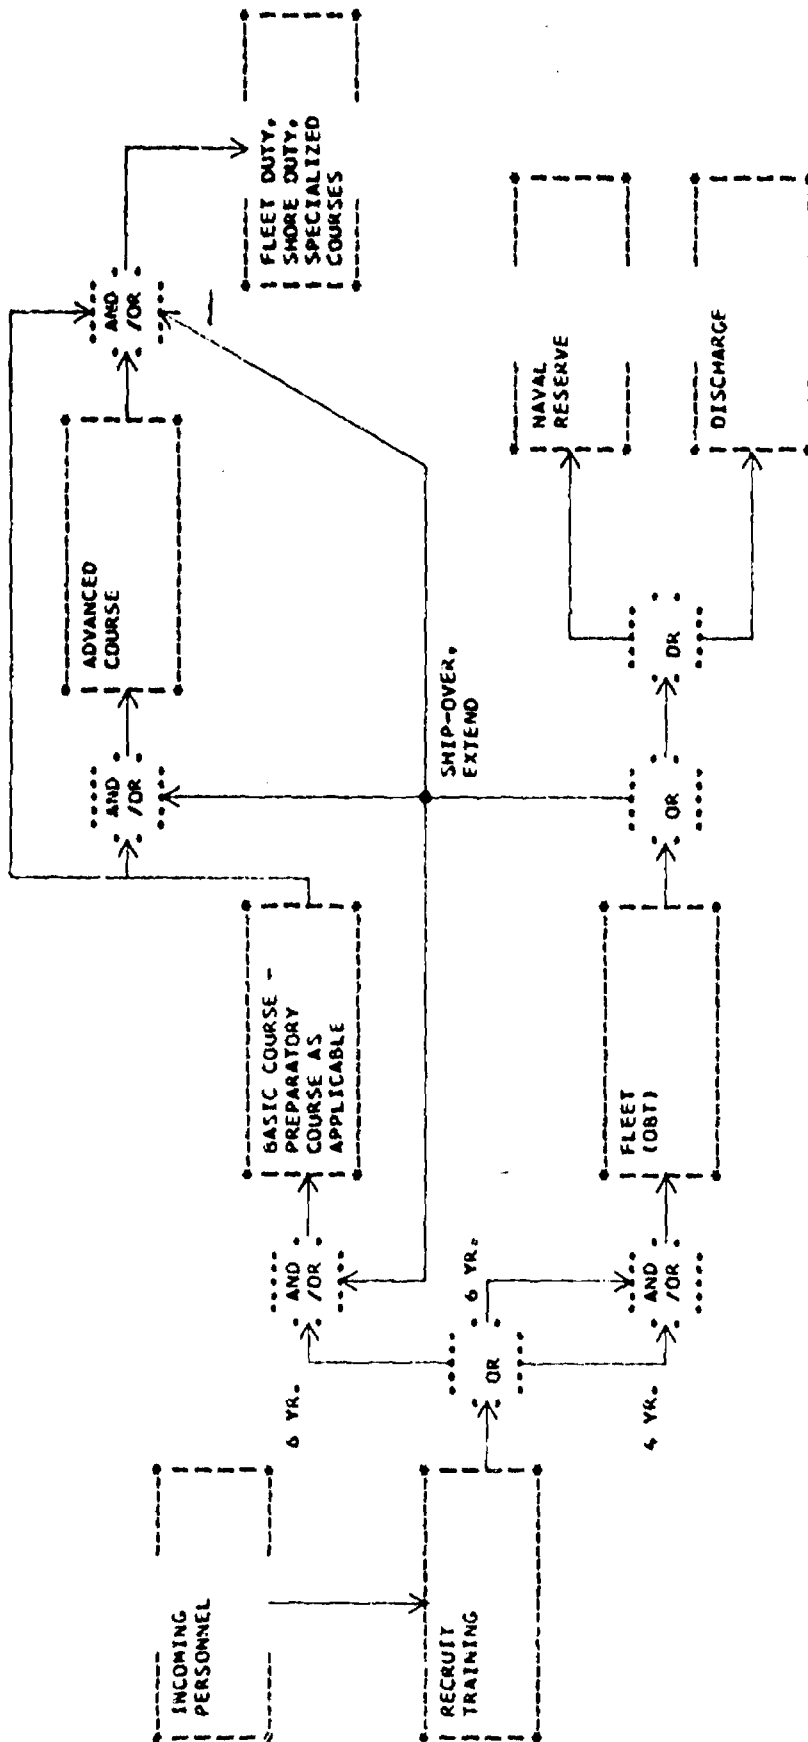 INCOMING
PERSONNEL
RECRUIT
TRAINING
6 YR.
OR
6 YR.
4 YR.
AND
/OR
BASIC COURSE -
PREPARATORY
COURSE AS
APPLICABLE
AND
/OR
FLEET
(OBT)
AND
/OR
ADVANCED
COURSE
SHIP-OVER,
EXTEND
OR
OR
AND
/OR
FLEET DUTY,
SHORE DUTY,
SPECIALIZED
COURSES
NAVAL
RESERVE
DISCHARGE